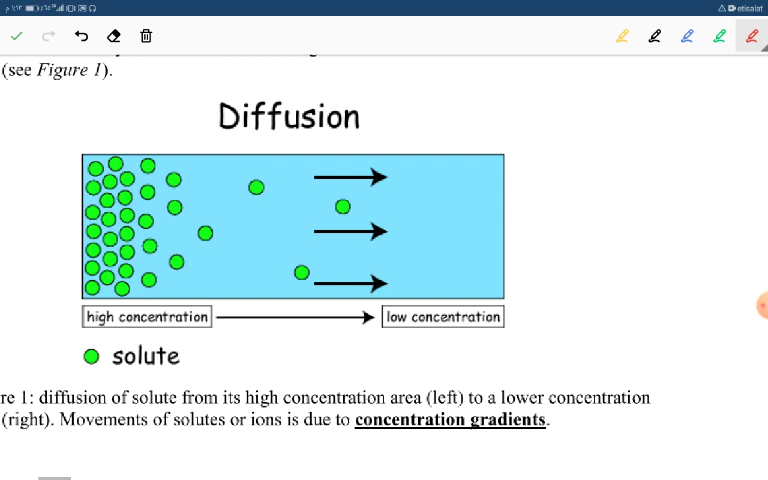 etisalat
(see Figure 1).
Diffusion
high concentration
low concentration
solute
re 1: diffusion of solute from its high concentration area (left) to a lower concentration
(right). Movements of solutes or ions is due to concentration gradients.